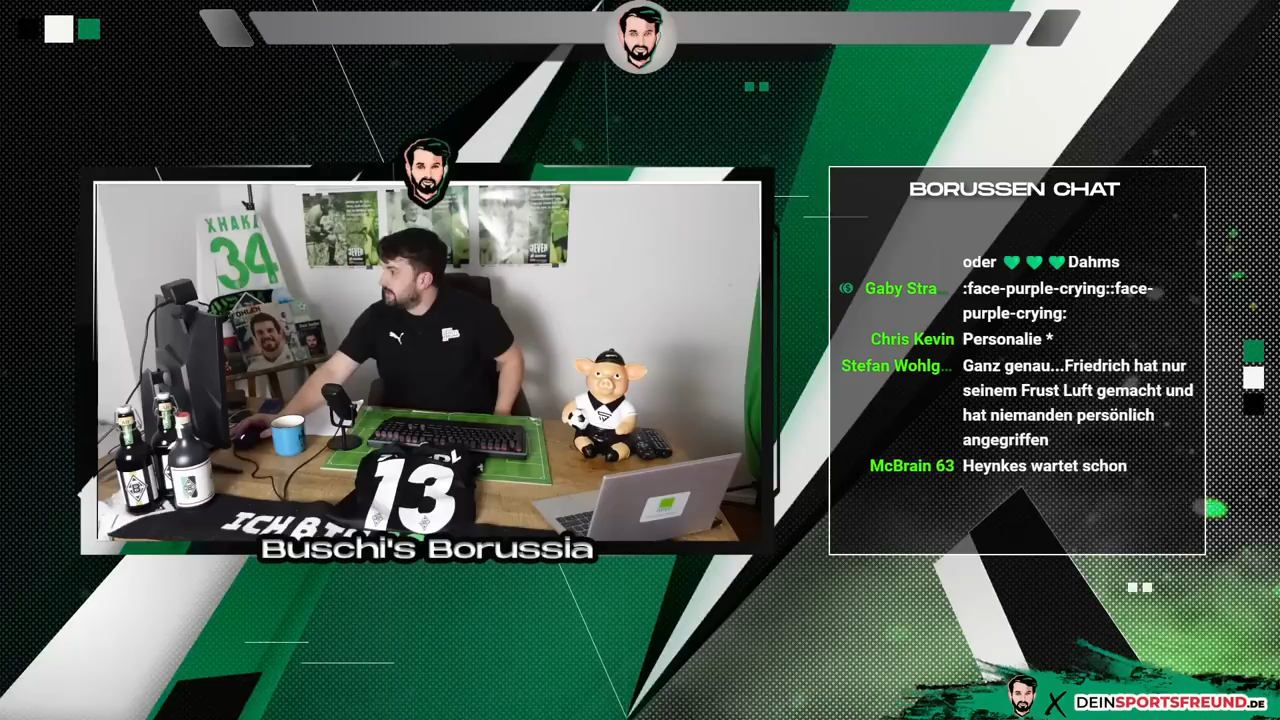 BORUSSEN CHAT
oder 💚 💚 💚 Dahms
Gaby Stra... :face-purple-crying::face-
purple-crying:
Chris Kevin Personalie *
Stefan Wohlg... Ganz genau...Friedrich hat nur
seinem Frust Luft gemacht und
hat niemanden persönlich
angegriffen
McBrain 63 Heynkes wartet schon
XHAKA
34
13
ICH BIN
Buschi's Borussia
X DEINSPORTSFREUND.DE